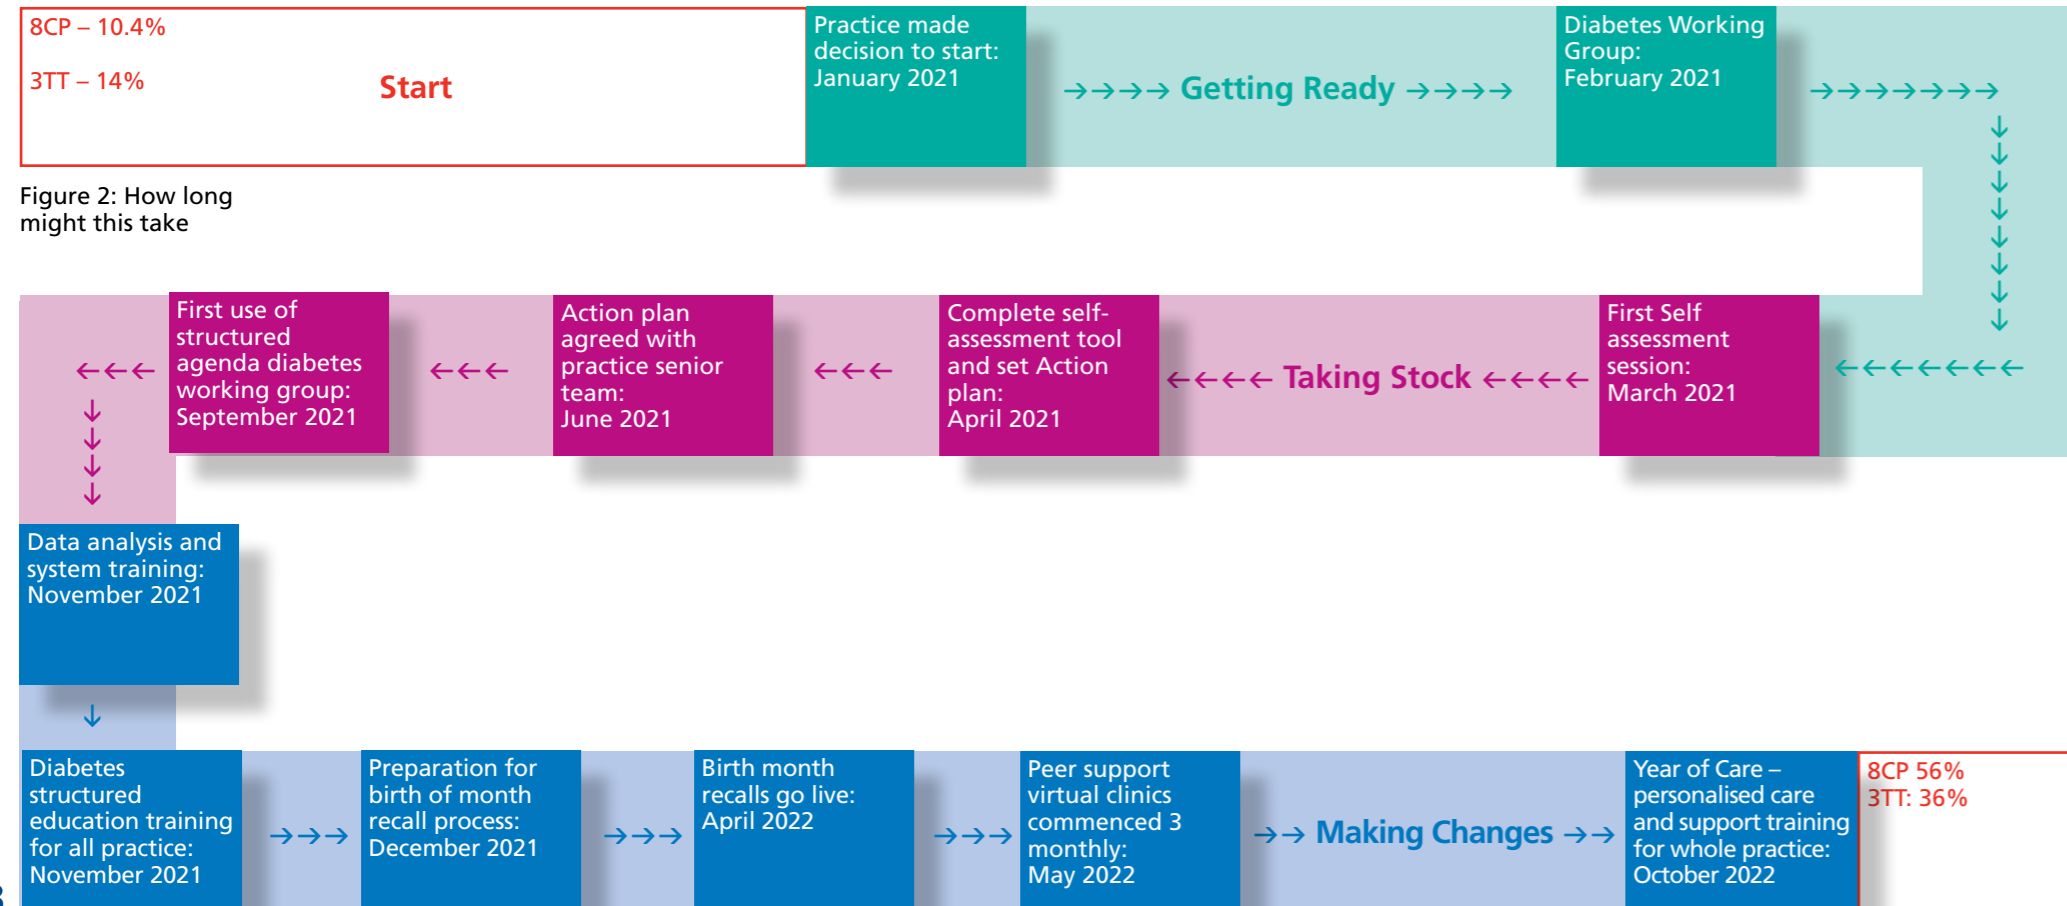 8CP – 10.4%
3TT – 14%
Start
Practice made
decision to start:
January 2021
→→→→ Getting Ready →→→→
Diabetes Working
Group:
February 2021
→→→→→→→
↓
↓
↓
↓
↓
↓
↓
↓
Figure 2: How long
might this take
←←←←←←←
First Self
assessment
session:
March 2021
←←←← Taking Stock ←←←←
Complete self-
assessment tool
and set Action
plan:
April 2021
←←←
Action plan
agreed with
practice senior
team:
June 2021
←←←
First use of
structured
agenda diabetes
working group:
September 2021
←←←
↓
↓
↓
↓
Data analysis and
system training:
November 2021
↓
Diabetes
structured
education training
for all practice:
November 2021
→→→
Preparation for
birth of month
recall process:
December 2021
→→→
Birth month
recalls go live:
April 2022
→→→
Peer support
virtual clinics
commenced 3
monthly:
May 2022
→→ Making Changes →→
Year of Care –
personalised care
and support training
for whole practice:
October 2022
8CP 56%
3TT: 36%